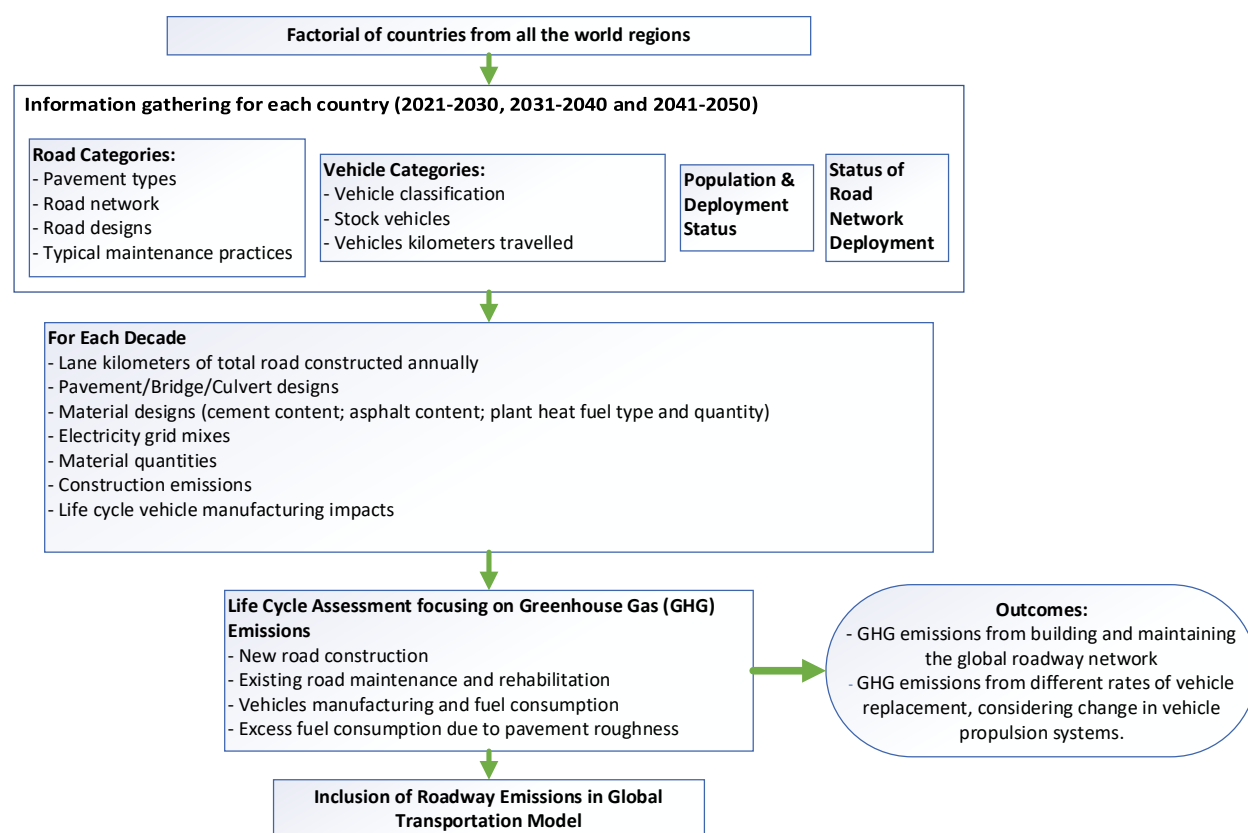 Factorial of countries from all the world regions
Information gathering for each country (2021-2030, 2031-2040 and 2041-2050)
Road Categories:
- Pavement types
- Road network
- Road designs
- Typical maintenance practices
Vehicle Categories:
- Vehicle classification
- Stock vehicles
- Vehicles kilometers travelled
Population &
Deployment
Status
Status of
Road
Network
Deployment
For Each Decade
- Lane kilometers of total road constructed annually
- Pavement/Bridge/Culvert designs
- Material designs (cement content; asphalt content; plant heat fuel type and quantity)
- Electricity grid mixes
- Material quantities
- Construction emissions
- Life cycle vehicle manufacturing impacts
Life Cycle Assessment focusing on Greenhouse Gas (GHG)
Emissions
- New road construction
- Existing road maintenance and rehabilitation
- Vehicles manufacturing and fuel consumption
- Excess fuel consumption due to pavement roughness
Outcomes:
- GHG emissions from building and maintaining
the global roadway network
- GHG emissions from different rates of vehicle
replacement, considering change in vehicle
propulsion systems.
Inclusion of Roadway Emissions in Global
Transportation Model